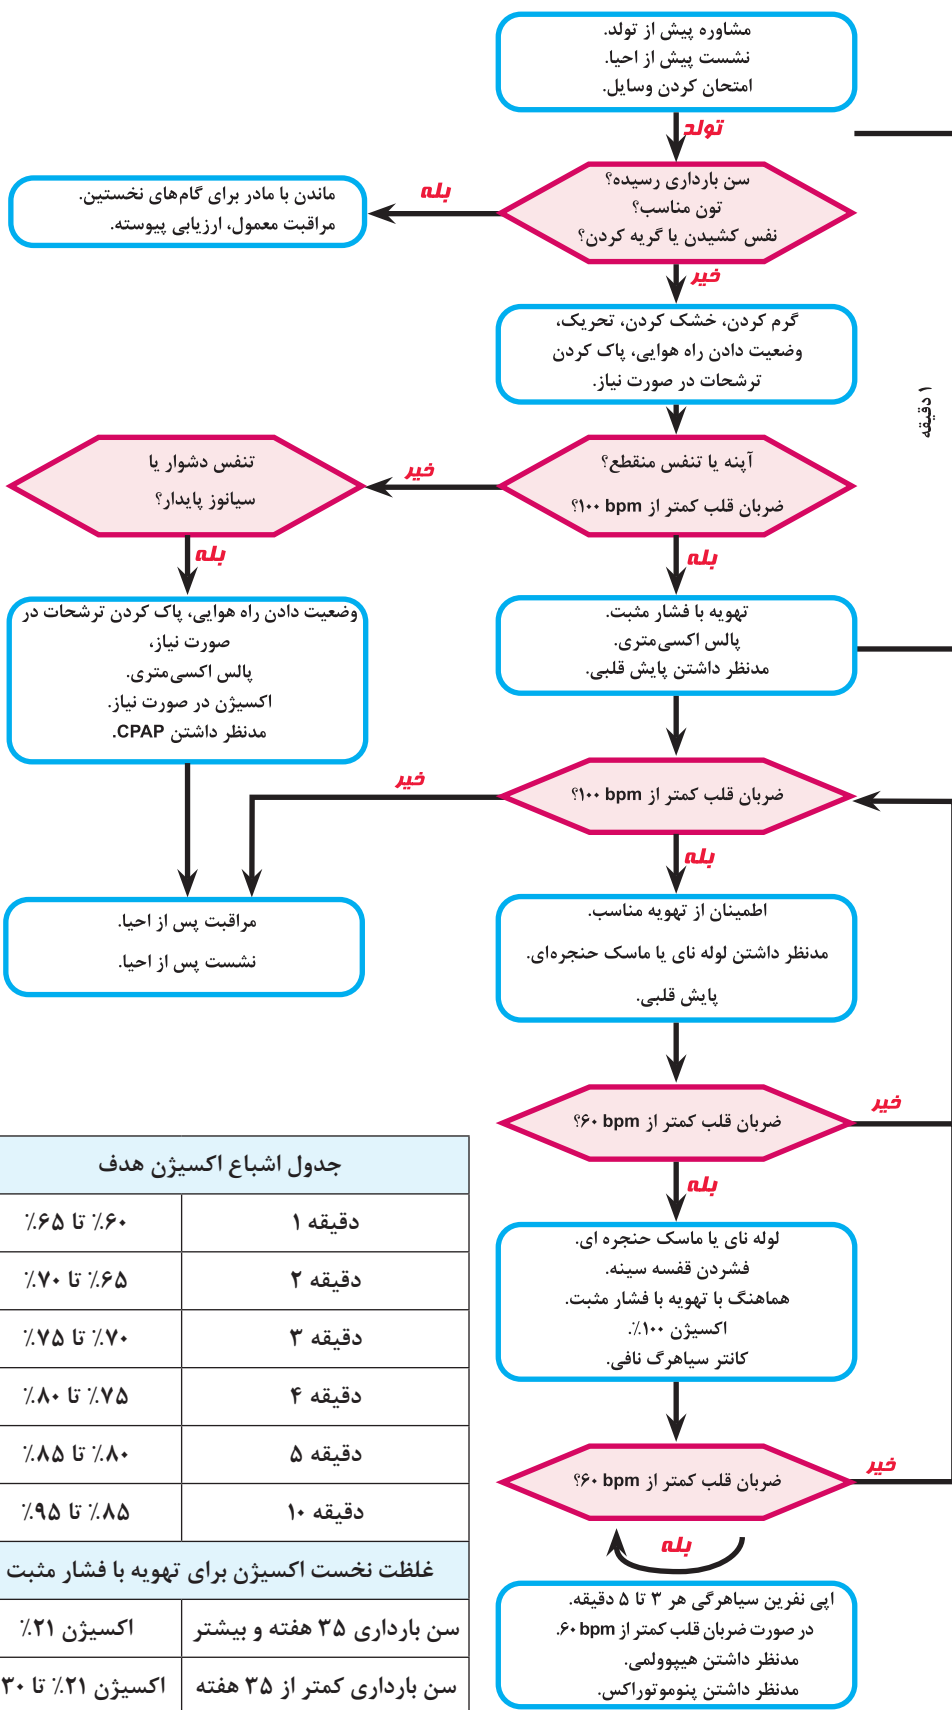 مشاوره پیش از تولد.
نشست پیش از احیا.
امتحان کردن وسایل.
تولد
سن بارداری رسیده؟
تون مناسب؟
نفس کشیدن یا گریه کردن؟
بله
ماندن با مادر برای گام‌های نخستین.
مراقبت معمول، ارزیابی پیوسته.
خیر
گرم کردن، خشک کردن، تحریک،
وضعیت دادن راه هوایی، پاک کردن
ترشحات در صورت نیاز.
۱ دقیقه
آپنه یا تنفس منقطع؟
ضربان قلب کمتر از ۱۰۰ bpm؟
خیر
تنفس دشوار یا
سیانوز پایدار؟
بله
بله
تهویه با فشار مثبت.
پالس اکسی‌متری.
مدنظر داشتن پایش قلبی.
وضعیت دادن راه هوایی، پاک کردن ترشحات در
صورت نیاز،
پالس اکسی‌متری.
اکسیژن در صورت نیاز.
مدنظر داشتن CPAP.
ضربان قلب کمتر از ۱۰۰ bpm؟
خیر
بله
مراقبت پس از احیا.
نشست پس از احیا.
اطمینان از تهویه مناسب.
مدنظر داشتن لوله نای یا ماسک حنجره‌ای.
پایش قلبی.
ضربان قلب کمتر از ۶۰ bpm؟
خیر
بله
لوله نای یا ماسک حنجره ای.
فشردن قفسه سینه.
هماهنگ با تهویه با فشار مثبت.
اکسیژن ۱۰۰٪.
کانتر سیاهرگ نافی.
ضربان قلب کمتر از ۶۰ bpm؟
خیر
بله
اپی نفرین سیاهرگی هر ۳ تا ۵ دقیقه.
در صورت ضربان قلب کمتر از ۶۰ bpm.
مدنظر داشتن هیپوولمی.
مدنظر داشتن پنوموتوراکس.
جدول اشباع اکسیژن هدف
دقیقه ۱ ۶۰٪ تا ۶۵٪
دقیقه ۲ ۶۵٪ تا ۷۰٪
دقیقه ۳ ۷۰٪ تا ۷۵٪
دقیقه ۴ ۷۵٪ تا ۸۰٪
دقیقه ۵ ۸۰٪ تا ۸۵٪
دقیقه ۱۰ ۸۵٪ تا ۹۵٪
غلظت نخست اکسیژن برای تهویه با فشار مثبت
سن بارداری ۳۵ هفته و بیشتر اکسیژن ۲۱٪
سن بارداری کمتر از ۳۵ هفته اکسیژن ۲۱٪ تا ۳۰